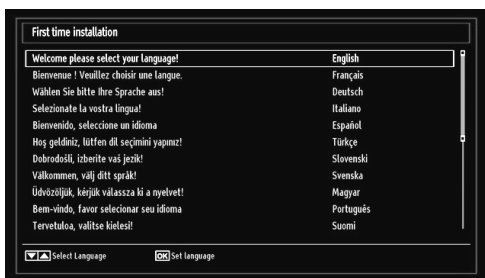 First time installation
Welcome please select your language! English
Bienvenue ! Veuillez choisir une langue. Français
Wählen Sie bitte Ihre Sprache aus! Deutsch
Selezionate la vostra lingua! Italiano
Bienvenido, seleccione un idioma Español
Hoş geldiniz, lütfen dil seçimini yapınız! Türkçe
Dobrodošli, izberite vaš jezik! Slovenski
Välkommen, välj ditt språk! Svenska
Üdvözöljük, kérjük válassza ki a nyelvet! Magyar
Bem-vindo, favor selecionar seu idioma Português
Tervetuloa, valitse kielesi! Suomi
Select Language OK Set language